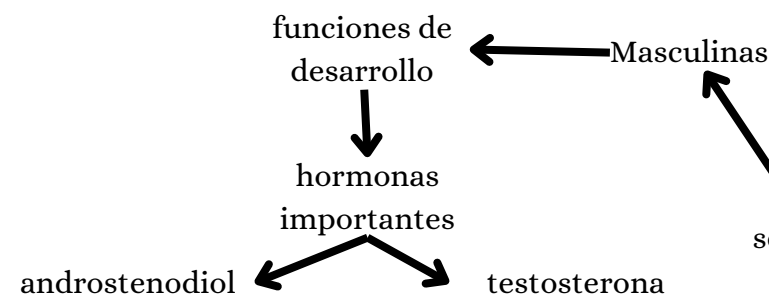 funciones de
desarrollo
Masculinas
hormonas
importantes
androstenodiol
testosterona